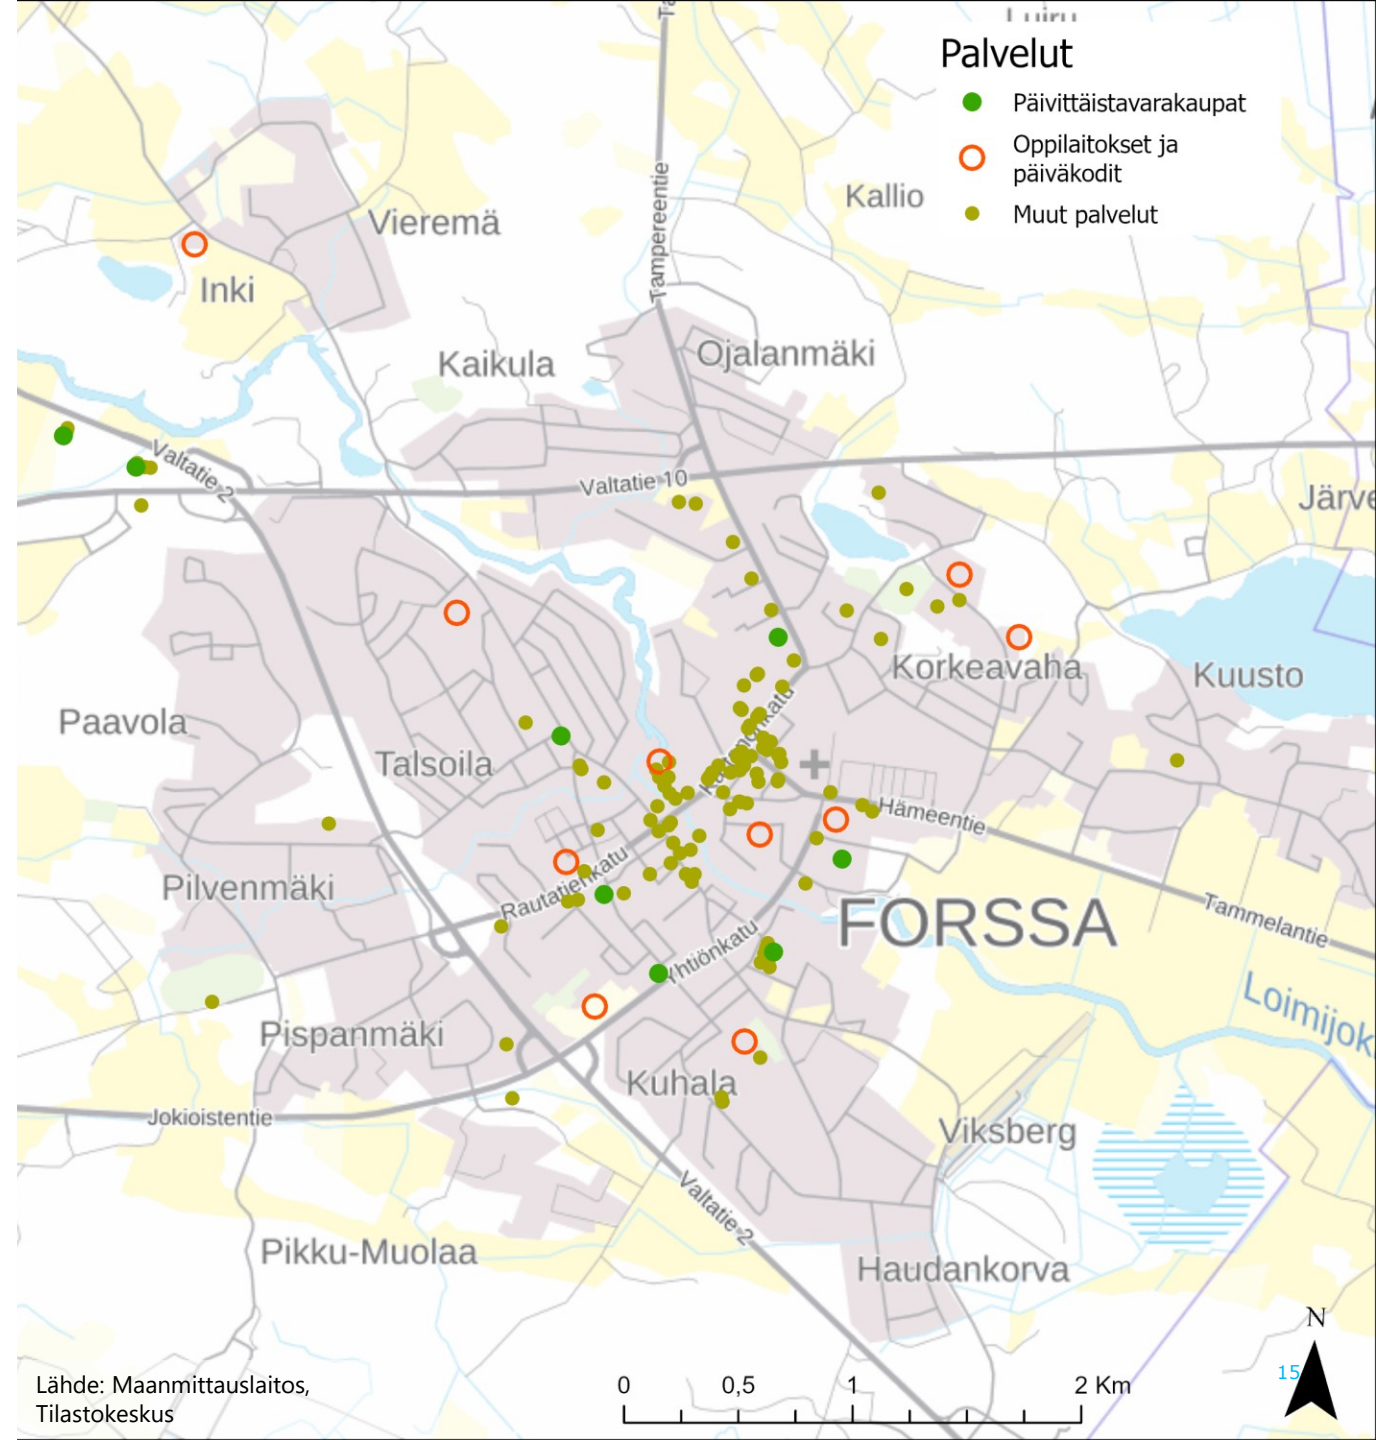 Luiru
Palvelut
Päivittäistavarakaupat
Oppilaitokset ja
päiväkodit
Muut palvelut
Kallio
Tampereentie
Vieremä
Inki
Kaikula
Ojalanmäki
Valtatie 2
Valtatie 10
Järve
Korkeavaha
Kuusto
Paavola
Talsoila
Hämeentie
Pilvenmäki
Rautatienkatu
FORSSA
Tammelantie
Yhtiönkatu
Loimijok
Pispanmäki
Kuhala
Jokioistentie
Viksberg
Valtatie 2
Pikku-Muolaa
Haudankorva
N
15
Lähde: Maanmittauslaitos,
Tilastokeskus
0 0,5 1 2 Km